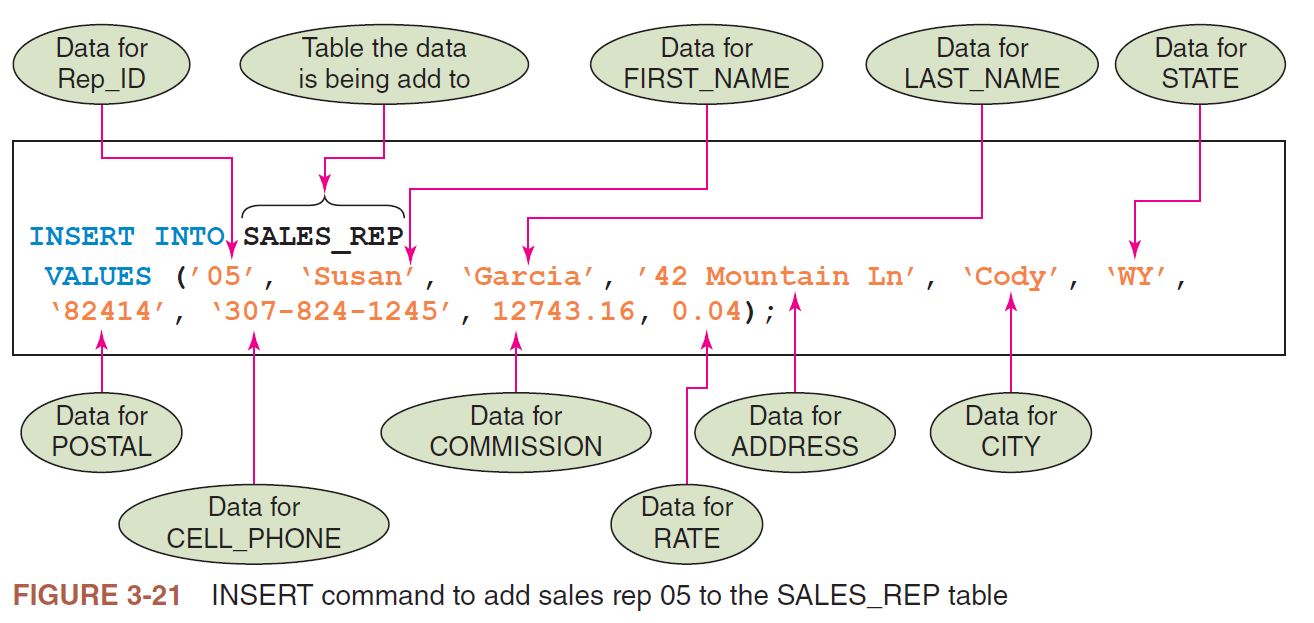 Data for
Rep_ID
Table the data
is being add to
Data for
FIRST_NAME
Data for
LAST_NAME
Data for
STATE
INSERT INTO SALES_REP
VALUES (’05’, ‘Susan’, ‘Garcia’, ’42 Mountain Ln’, ‘Cody’, ‘WY’,
‘82414’, ‘307-824-1245’, 12743.16, 0.04);
Data for
POSTAL
Data for
COMMISSION
Data for
ADDRESS
Data for
CITY
Data for
CELL_PHONE
Data for
RATE
FIGURE 3-21 INSERT command to add sales rep 05 to the SALES_REP table